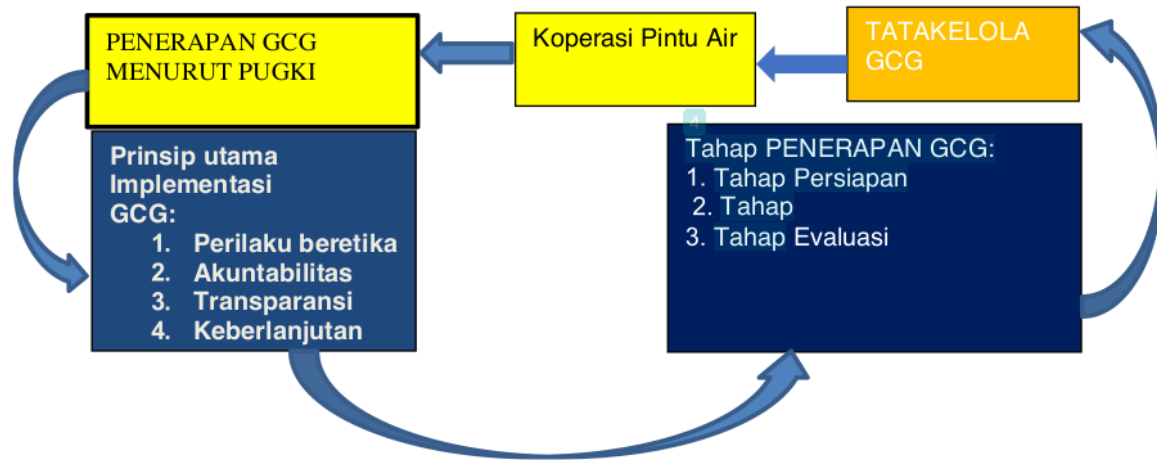 PENERAPAN GCG
MENURUT PUGKI
Koperasi Pintu Air
TATAKELOLA
GCG
Prinsip utama
Implementasi
GCG:
1. Perilaku beretika
2. Akuntabilitas
3. Transparansi
4. Keberlanjutan
4
Tahap PENERAPAN GCG:
1. Tahap Persiapan
2. Tahap
3. Tahap Evaluasi